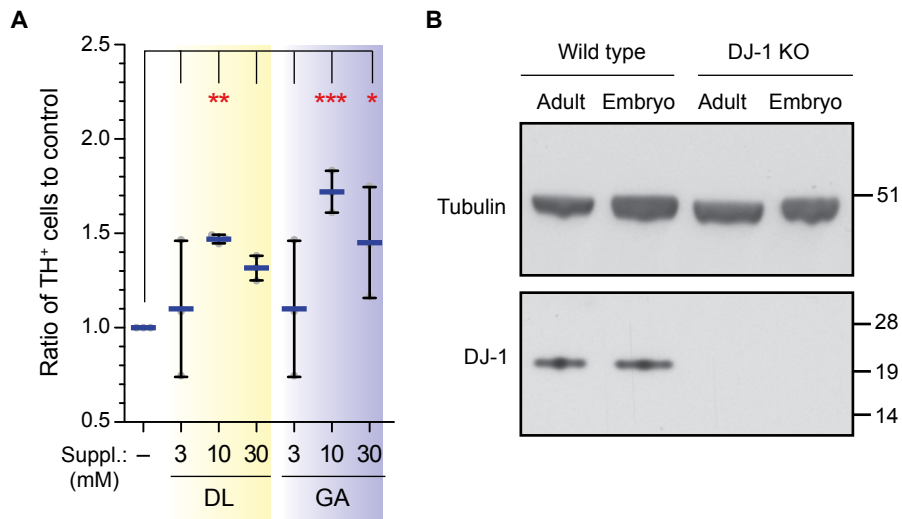 A
Ratio of TH⁺ cells to control
2.5
2.0
1.5
1.0
0.5
** *** *
Suppl.: – 3 10 30 3 10 30
(mM)
DL GA
B
Wild type DJ-1 KO
Adult Embryo Adult Embryo
Tubulin
51
DJ-1
28
19
14